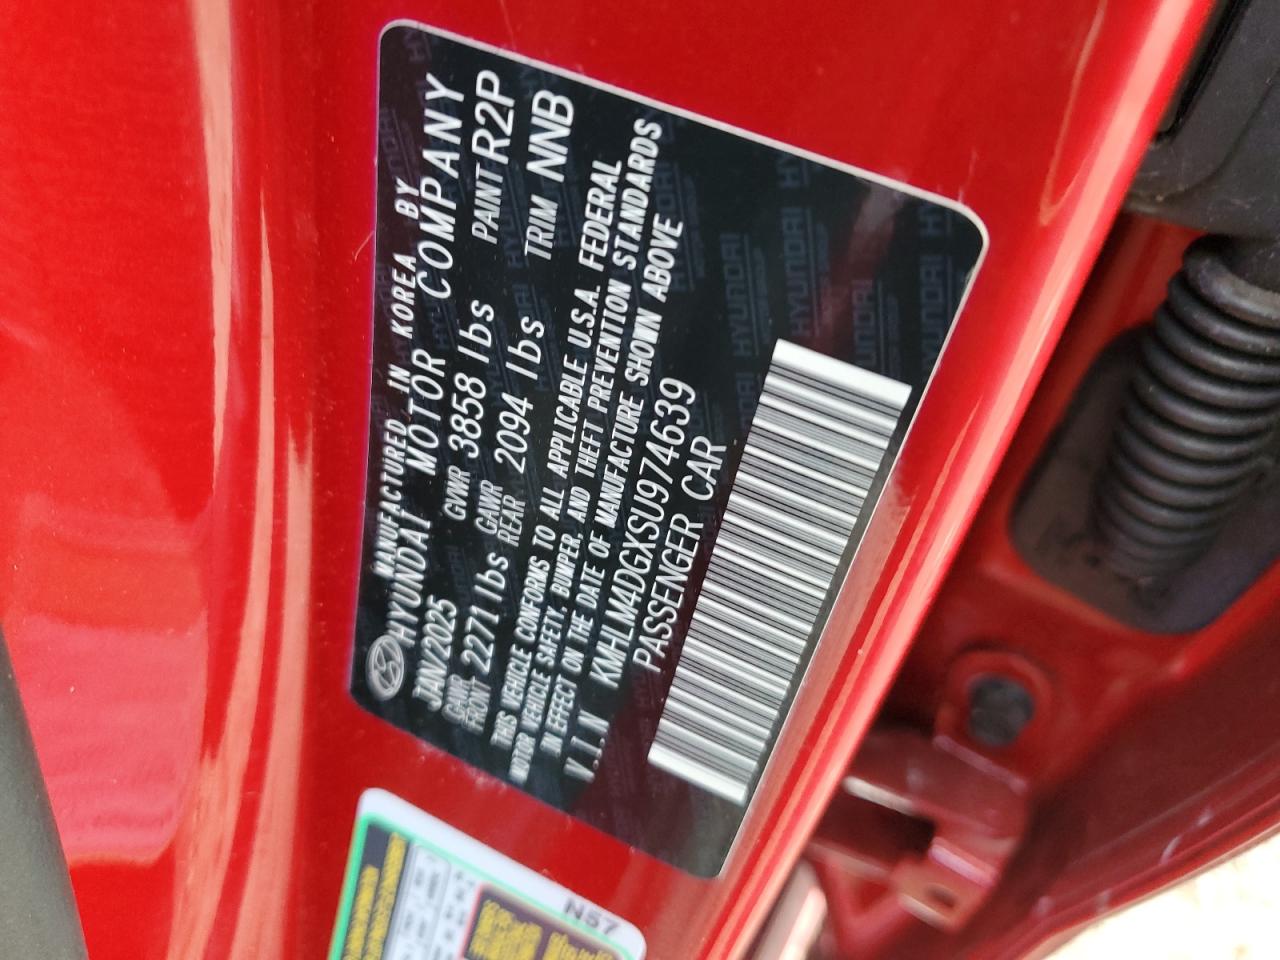 MANUFACTURED IN KOREA BY
HYUNDAI MOTOR COMPANY
JAN/2025 GVWR 3858 lbs PAINT R2P
GAWR FRONT 2271 lbs GAWR REAR 2094 lbs TRIM NNB
THIS VEHICLE CONFORMS TO ALL APPLICABLE U.S.A. FEDERAL
MOTOR VEHICLE SAFETY, BUMPER, AND THEFT PREVENTION STANDARDS
IN EFFECT ON THE DATE OF MANUFACTURE SHOWN ABOVE
V.I.N KMHLM4DGXSU974639
PASSENGER CAR
N57